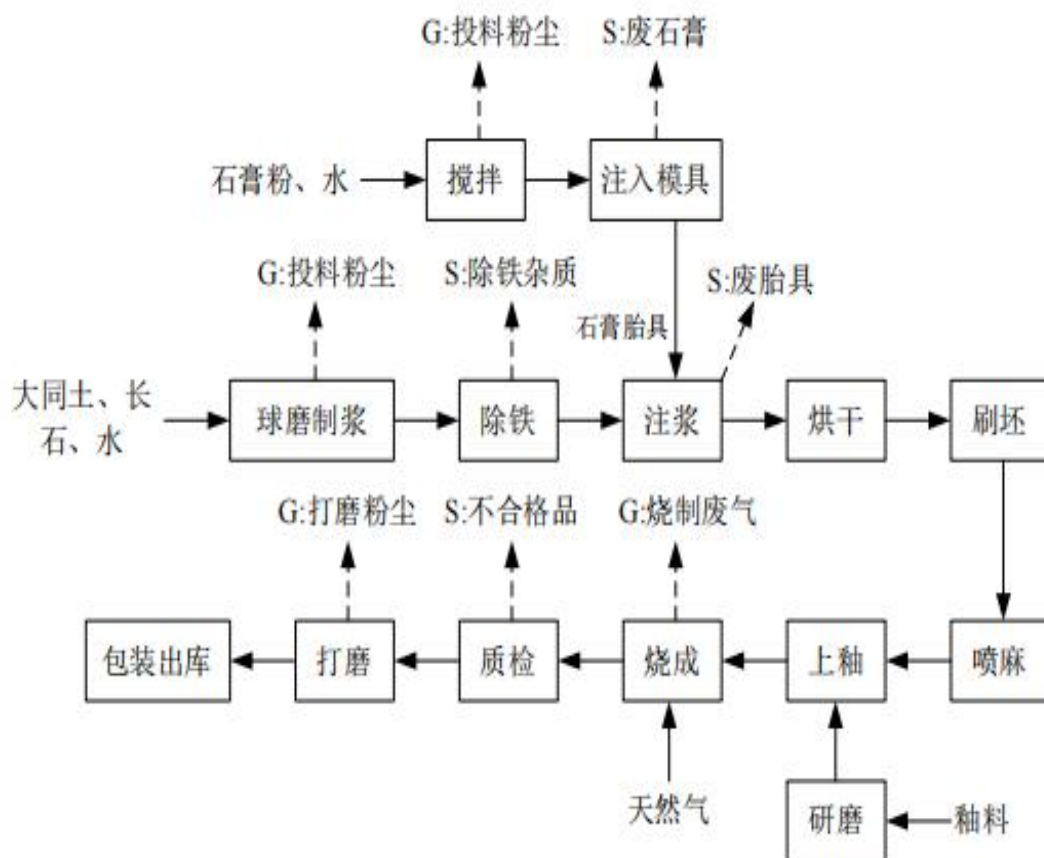 G:投料粉尘
S:废石膏
石膏粉、水
搅拌
注入模具
G:投料粉尘
S:除铁杂质
S:废胎具
石膏胎具
大同土、长
石、水
球磨制浆
除铁
注浆
烘干
刷坯
G:打磨粉尘
S:不合格品
G:烧制废气
包装出库
打磨
质检
烧成
上釉
喷麻
天然气
研磨
釉料